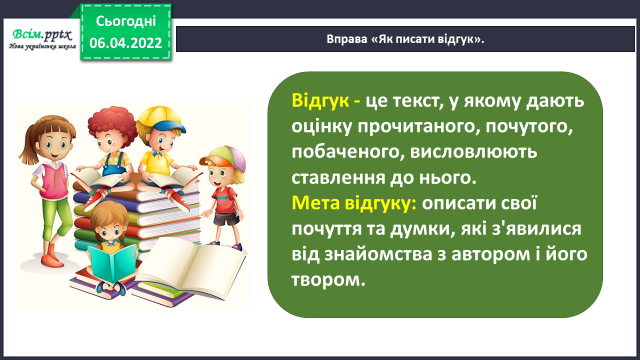 Всім.pptx
Нова українська школа
Сьогодні
06.04.2022
Вправа «Як писати відгук».
Відгук - це текст, у якому дають
оцінку прочитаного, почутого,
побаченого, висловлюють
ставлення до нього.
Мета відгуку: описати свої
почуття та думки, які з'явилися
від знайомства з автором і його
твором.